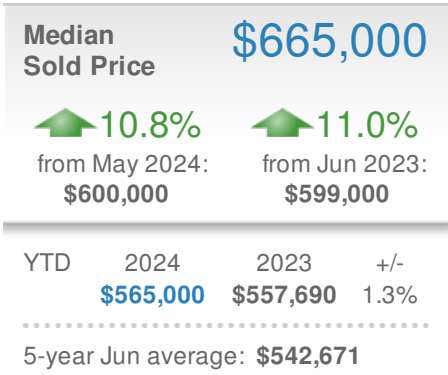 Median $665,000
Sold Price
10.8% 11.0%
from May 2024: from Jun 2023:
$600,000 $599,000
YTD 2024 2023 +/-
$565,000 $557,690 1.3%
5-year Jun average: $542,671